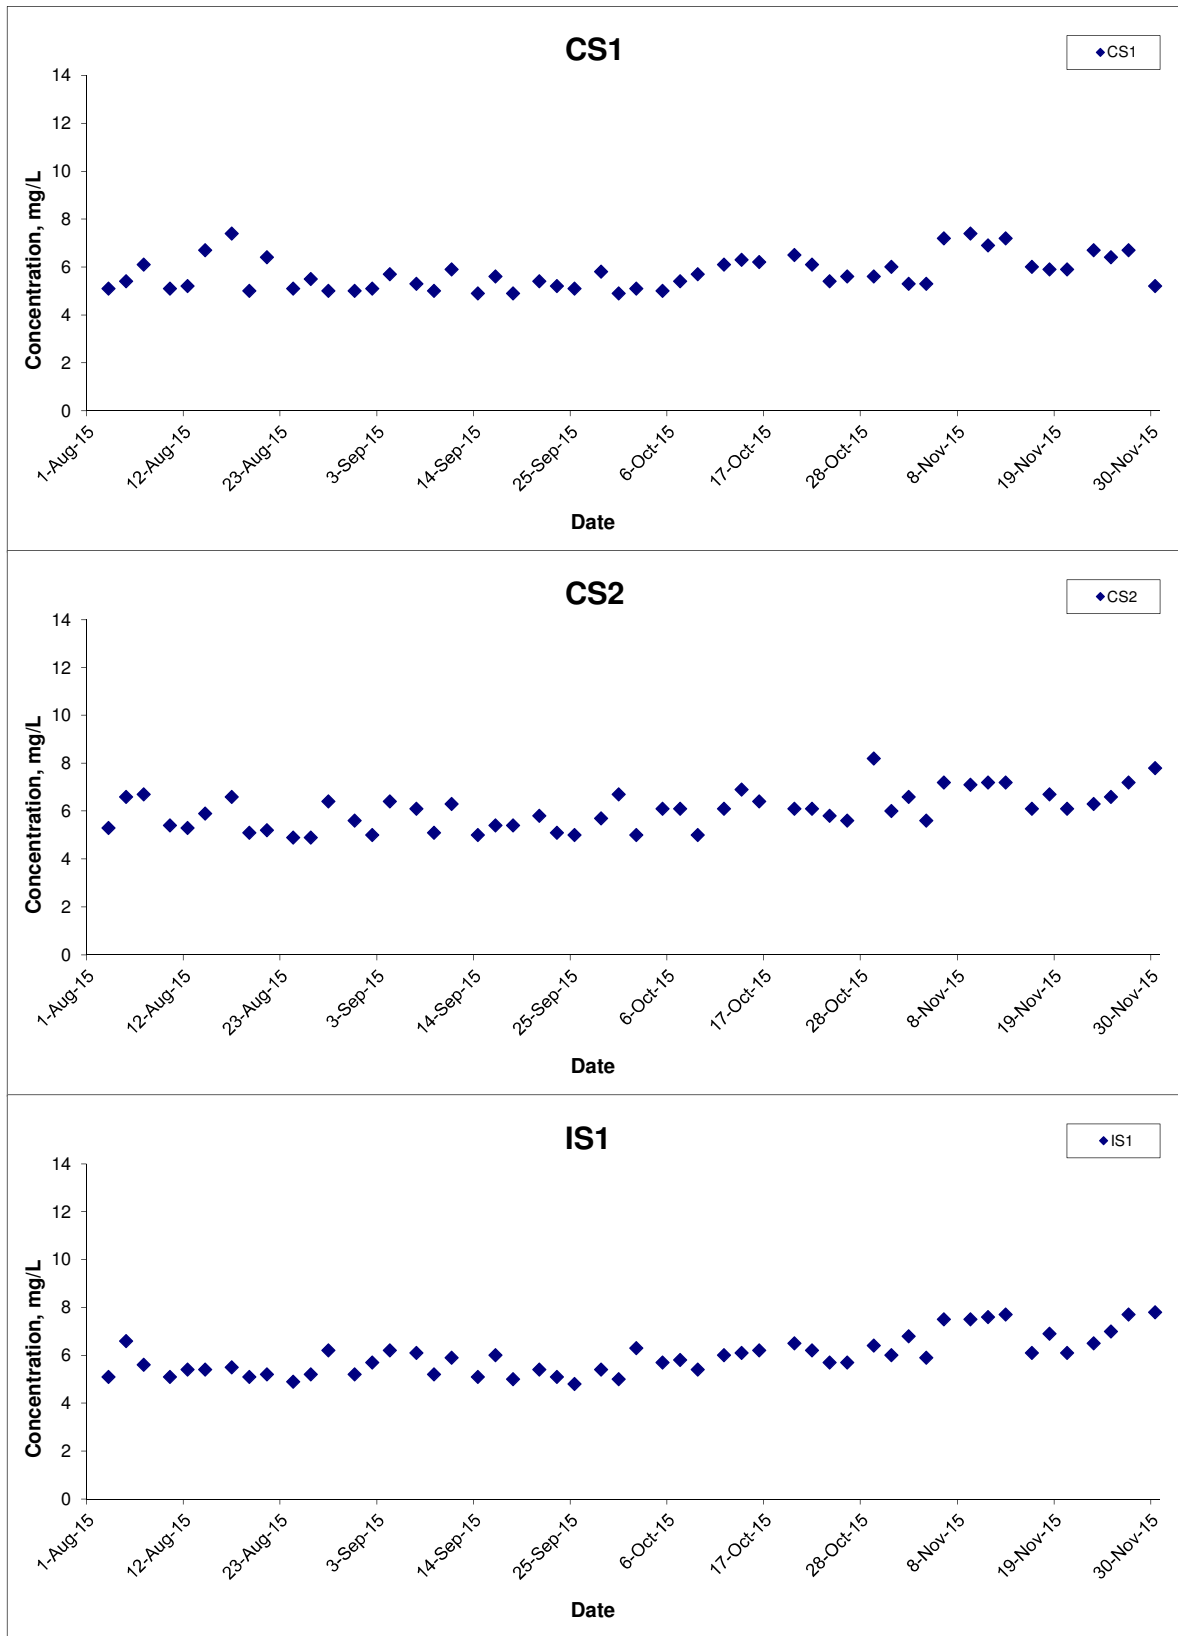 CS1
CS1
14
12
10
8
6
4
2
0
Concentration, mg/L
1-Aug-15
12-Aug-15
23-Aug-15
3-Sep-15
14-Sep-15
25-Sep-15
6-Oct-15
17-Oct-15
28-Oct-15
8-Nov-15
19-Nov-15
30-Nov-15
Date
CS2
CS2
14
12
10
8
6
4
2
0
Concentration, mg/L
1-Aug-15
12-Aug-15
23-Aug-15
3-Sep-15
14-Sep-15
25-Sep-15
6-Oct-15
17-Oct-15
28-Oct-15
8-Nov-15
19-Nov-15
30-Nov-15
Date
IS1
IS1
14
12
10
8
6
4
2
0
Concentration, mg/L
1-Aug-15
12-Aug-15
23-Aug-15
3-Sep-15
14-Sep-15
25-Sep-15
6-Oct-15
17-Oct-15
28-Oct-15
8-Nov-15
19-Nov-15
30-Nov-15
Date